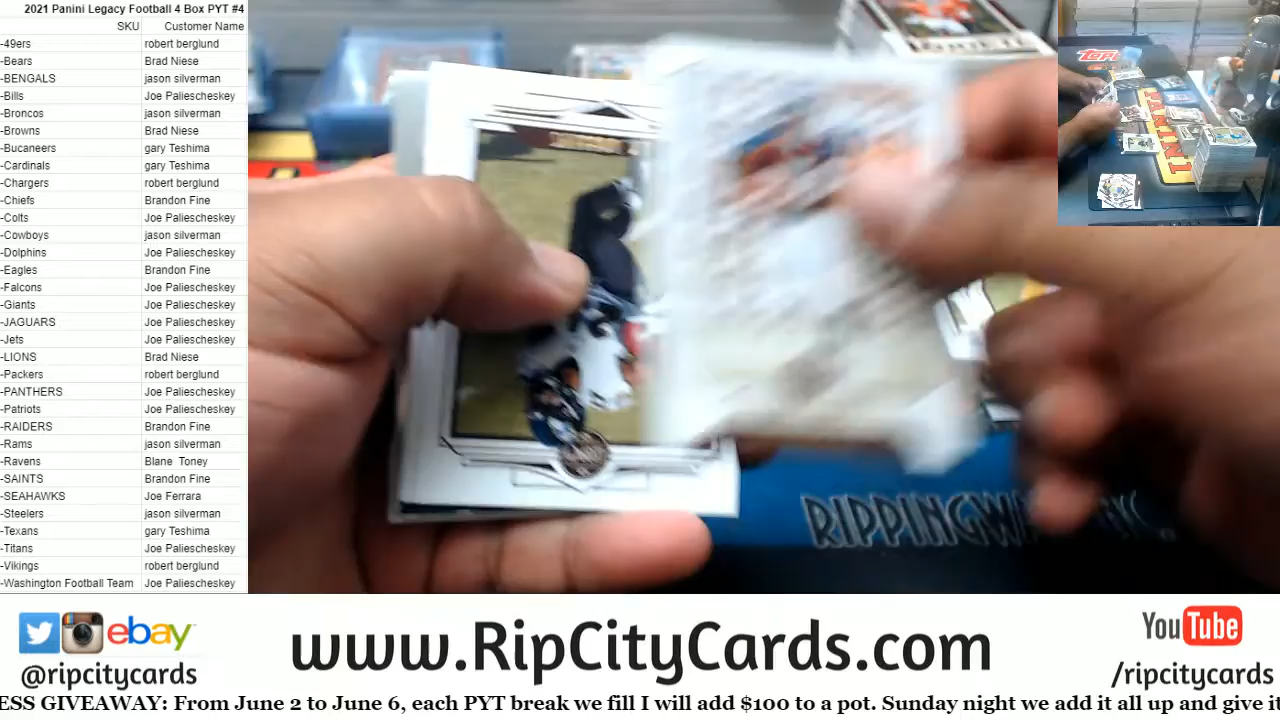 2021 Panini Legacy Football 4 Box PYT #4
SKU Customer Name
-49ers robert berglund
-Bears Brad Niese
-BENGALS jason silverman
-Bills Joe Paliescheskey
-Broncos jason silverman
-Browns Brad Niese
-Bucaneers gary Teshima
-Cardinals gary Teshima
-Chargers robert berglund
-Chiefs Brandon Fine
-Colts Joe Paliescheskey
-Cowboys jason silverman
-Dolphins Joe Paliescheskey
-Eagles Brandon Fine
-Falcons Joe Paliescheskey
-Giants Joe Paliescheskey
-JAGUARS Joe Paliescheskey
-Jets Joe Paliescheskey
-LIONS Brad Niese
-Packers robert berglund
-PANTHERS Joe Paliescheskey
-Patriots Joe Paliescheskey
-RAIDERS Brandon Fine
-Rams jason silverman
-Ravens Blane Toney
-SAINTS Brandon Fine
-SEAHAWKS Joe Ferrara
-Steelers jason silverman
-Texans gary Teshima
-Titans Joe Paliescheskey
-Vikings robert berglund
-Washington Football Team Joe Paliescheskey
TOPPS
PANINI
ebay
@ripcitycards
www.RipCityCards.com
YouTube
/ripcitycards
ESS GIVEAWAY: From June 2 to June 6, each PYT break we fill I will add $100 to a pot. Sunday night we add it all up and give it